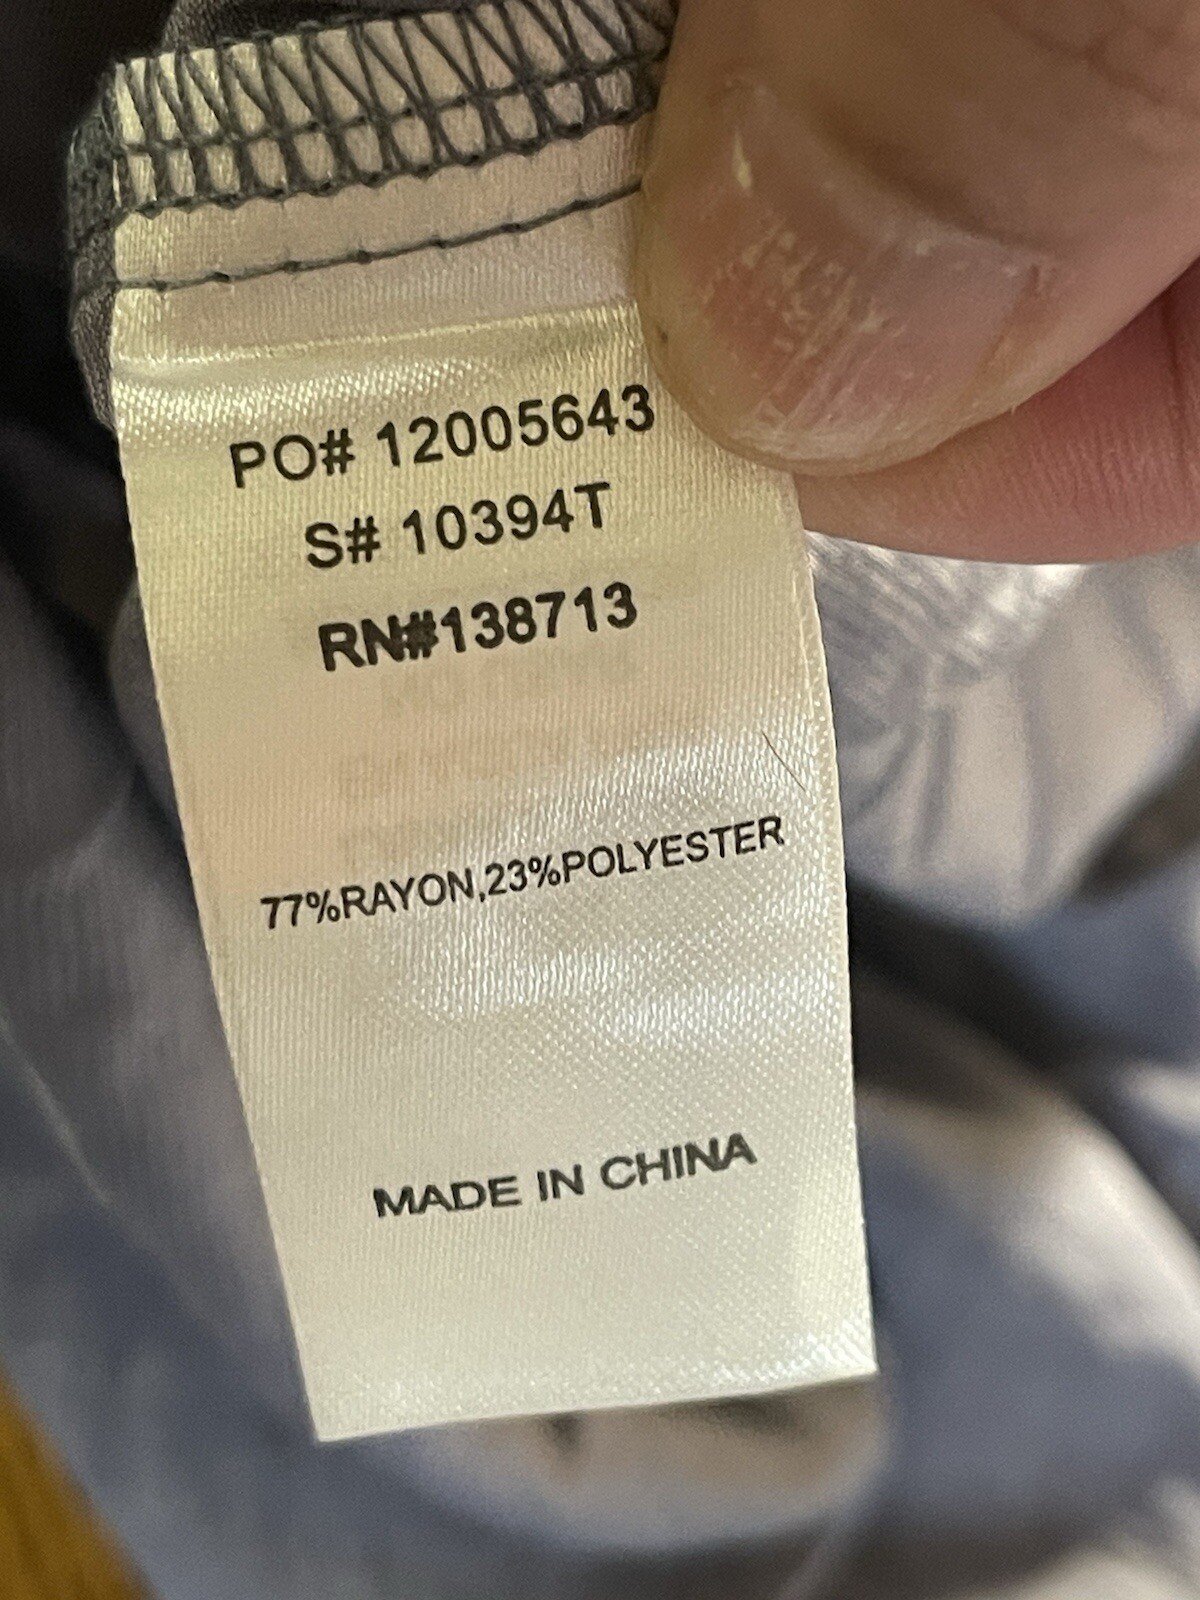 PO# 12005643
S# 10394T
RN#138713
77%RAYON,23%POLYESTER
MADE IN CHINA